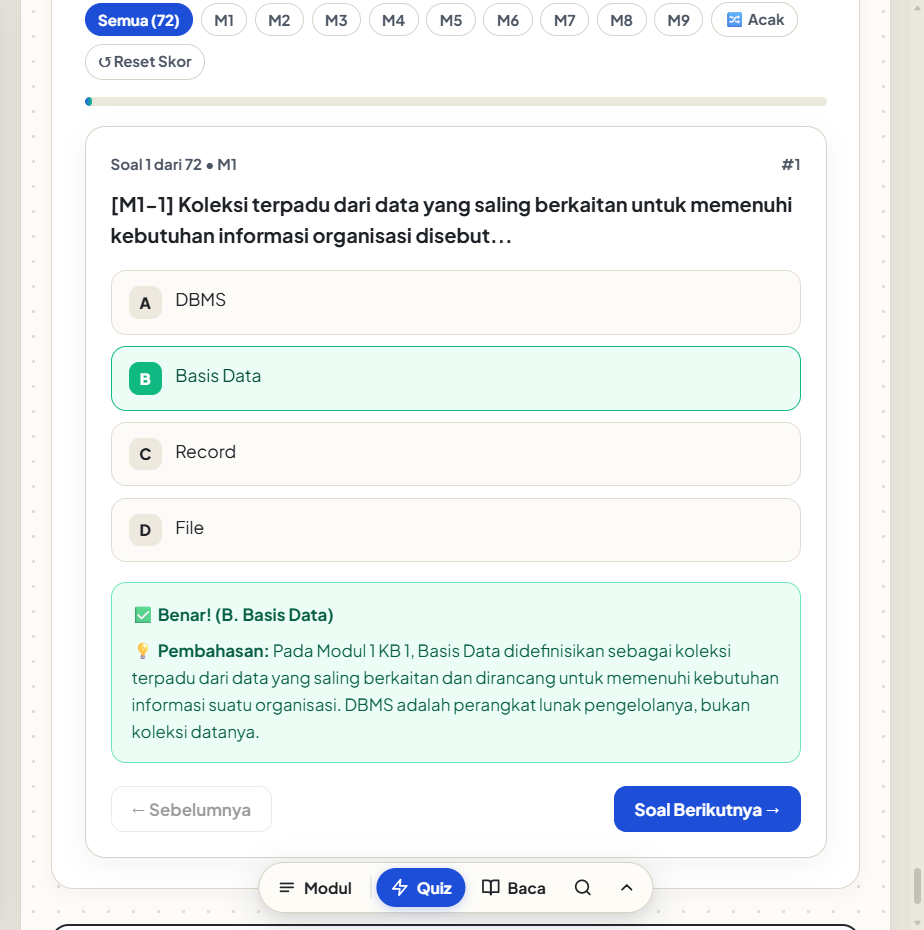 Semua (72) M1 M2 M3 M4 M5 M6 M7 M8 M9 🔀 Acak
↺ Reset Skor
Soal 1 dari 72 • M1 #1
[M1-1] Koleksi terpadu dari data yang saling berkaitan untuk memenuhi
kebutuhan informasi organisasi disebut...
A DBMS
B Basis Data
C Record
D File
✅ Benar! (B. Basis Data)
💡 Pembahasan: Pada Modul 1 KB 1, Basis Data didefinisikan sebagai koleksi
terpadu dari data yang saling berkaitan dan dirancang untuk memenuhi kebutuhan
informasi suatu organisasi. DBMS adalah perangkat lunak pengelolanya, bukan
koleksi datanya.
← Sebelumnya Soal Berikutnya →
Modul Quiz Baca